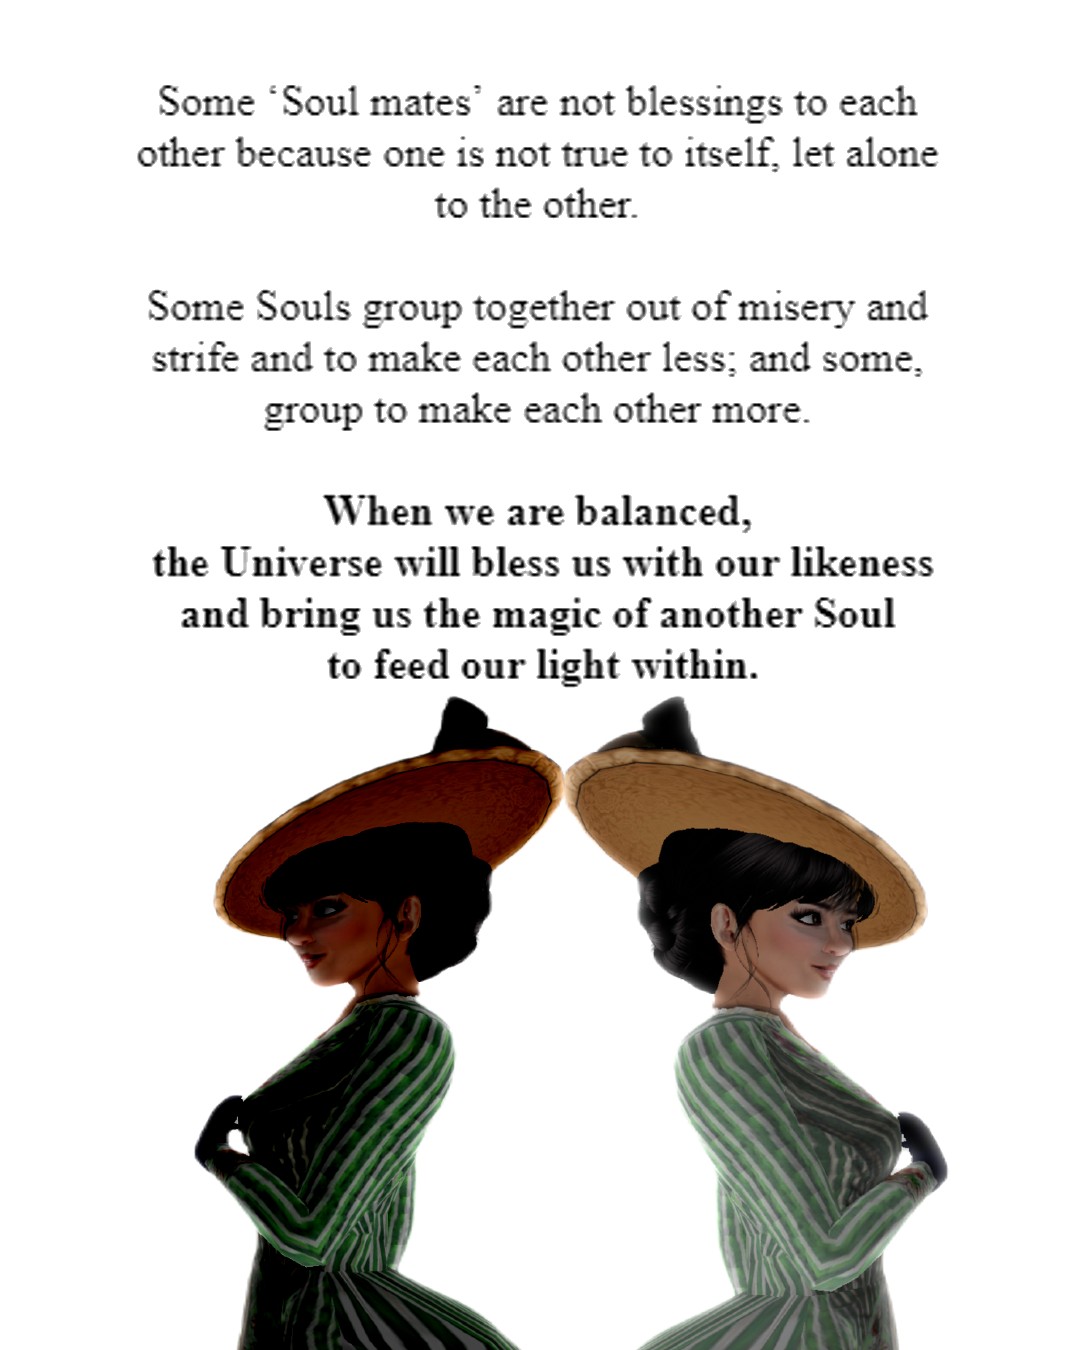 Some ‘Soul mates’ are not blessings to each
other because one is not true to itself, let alone
to the other.
Some Souls group together out of misery and
strife and to make each other less; and some,
group to make each other more.
When we are balanced,
the Universe will bless us with our likeness
and bring us the magic of another Soul
to feed our light within.